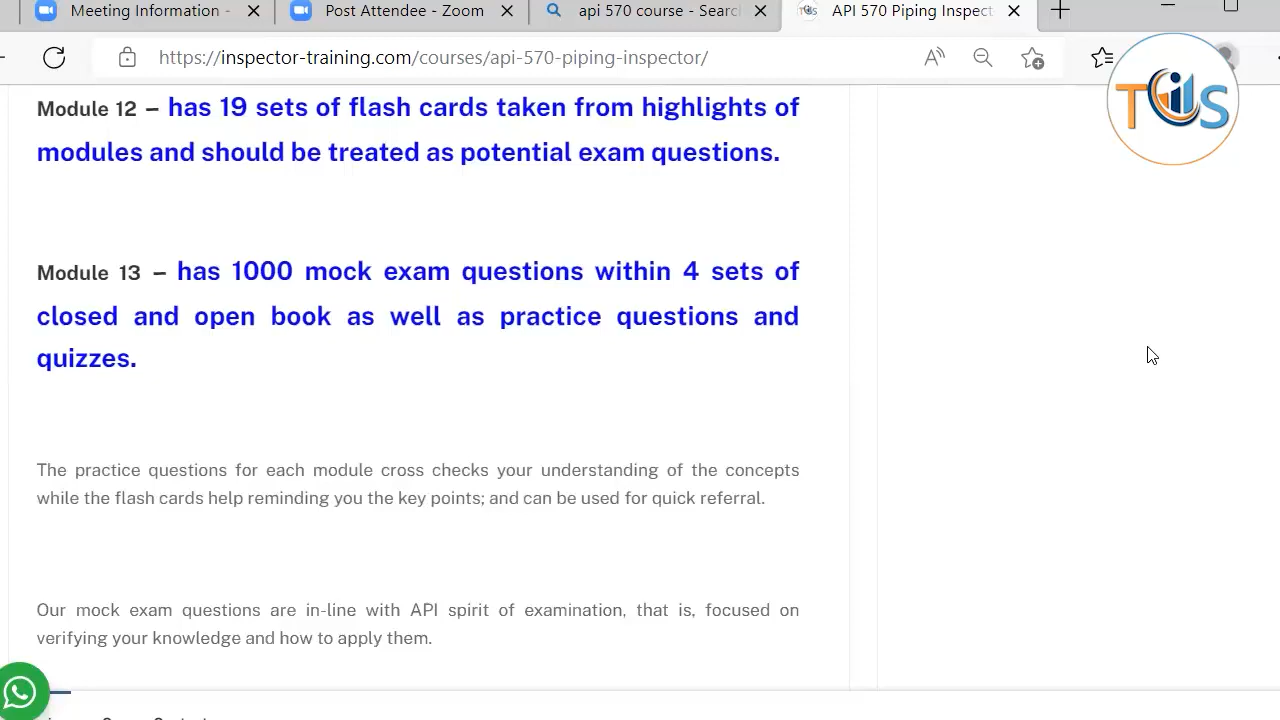 Meeting Information -
Post Attendee - Zoom
api 570 course - Searc
API 570 Piping Inspect
https://inspector-training.com/courses/api-570-piping-inspector/
TIIS
Module 12 – has 19 sets of flash cards taken from highlights of
modules and should be treated as potential exam questions.
Module 13 – has 1000 mock exam questions within 4 sets of
closed and open book as well as practice questions and
quizzes.
The practice questions for each module cross checks your understanding of the concepts
while the flash cards help reminding you the key points; and can be used for quick referral.
Our mock exam questions are in-line with API spirit of examination, that is, focused on
verifying your knowledge and how to apply them.